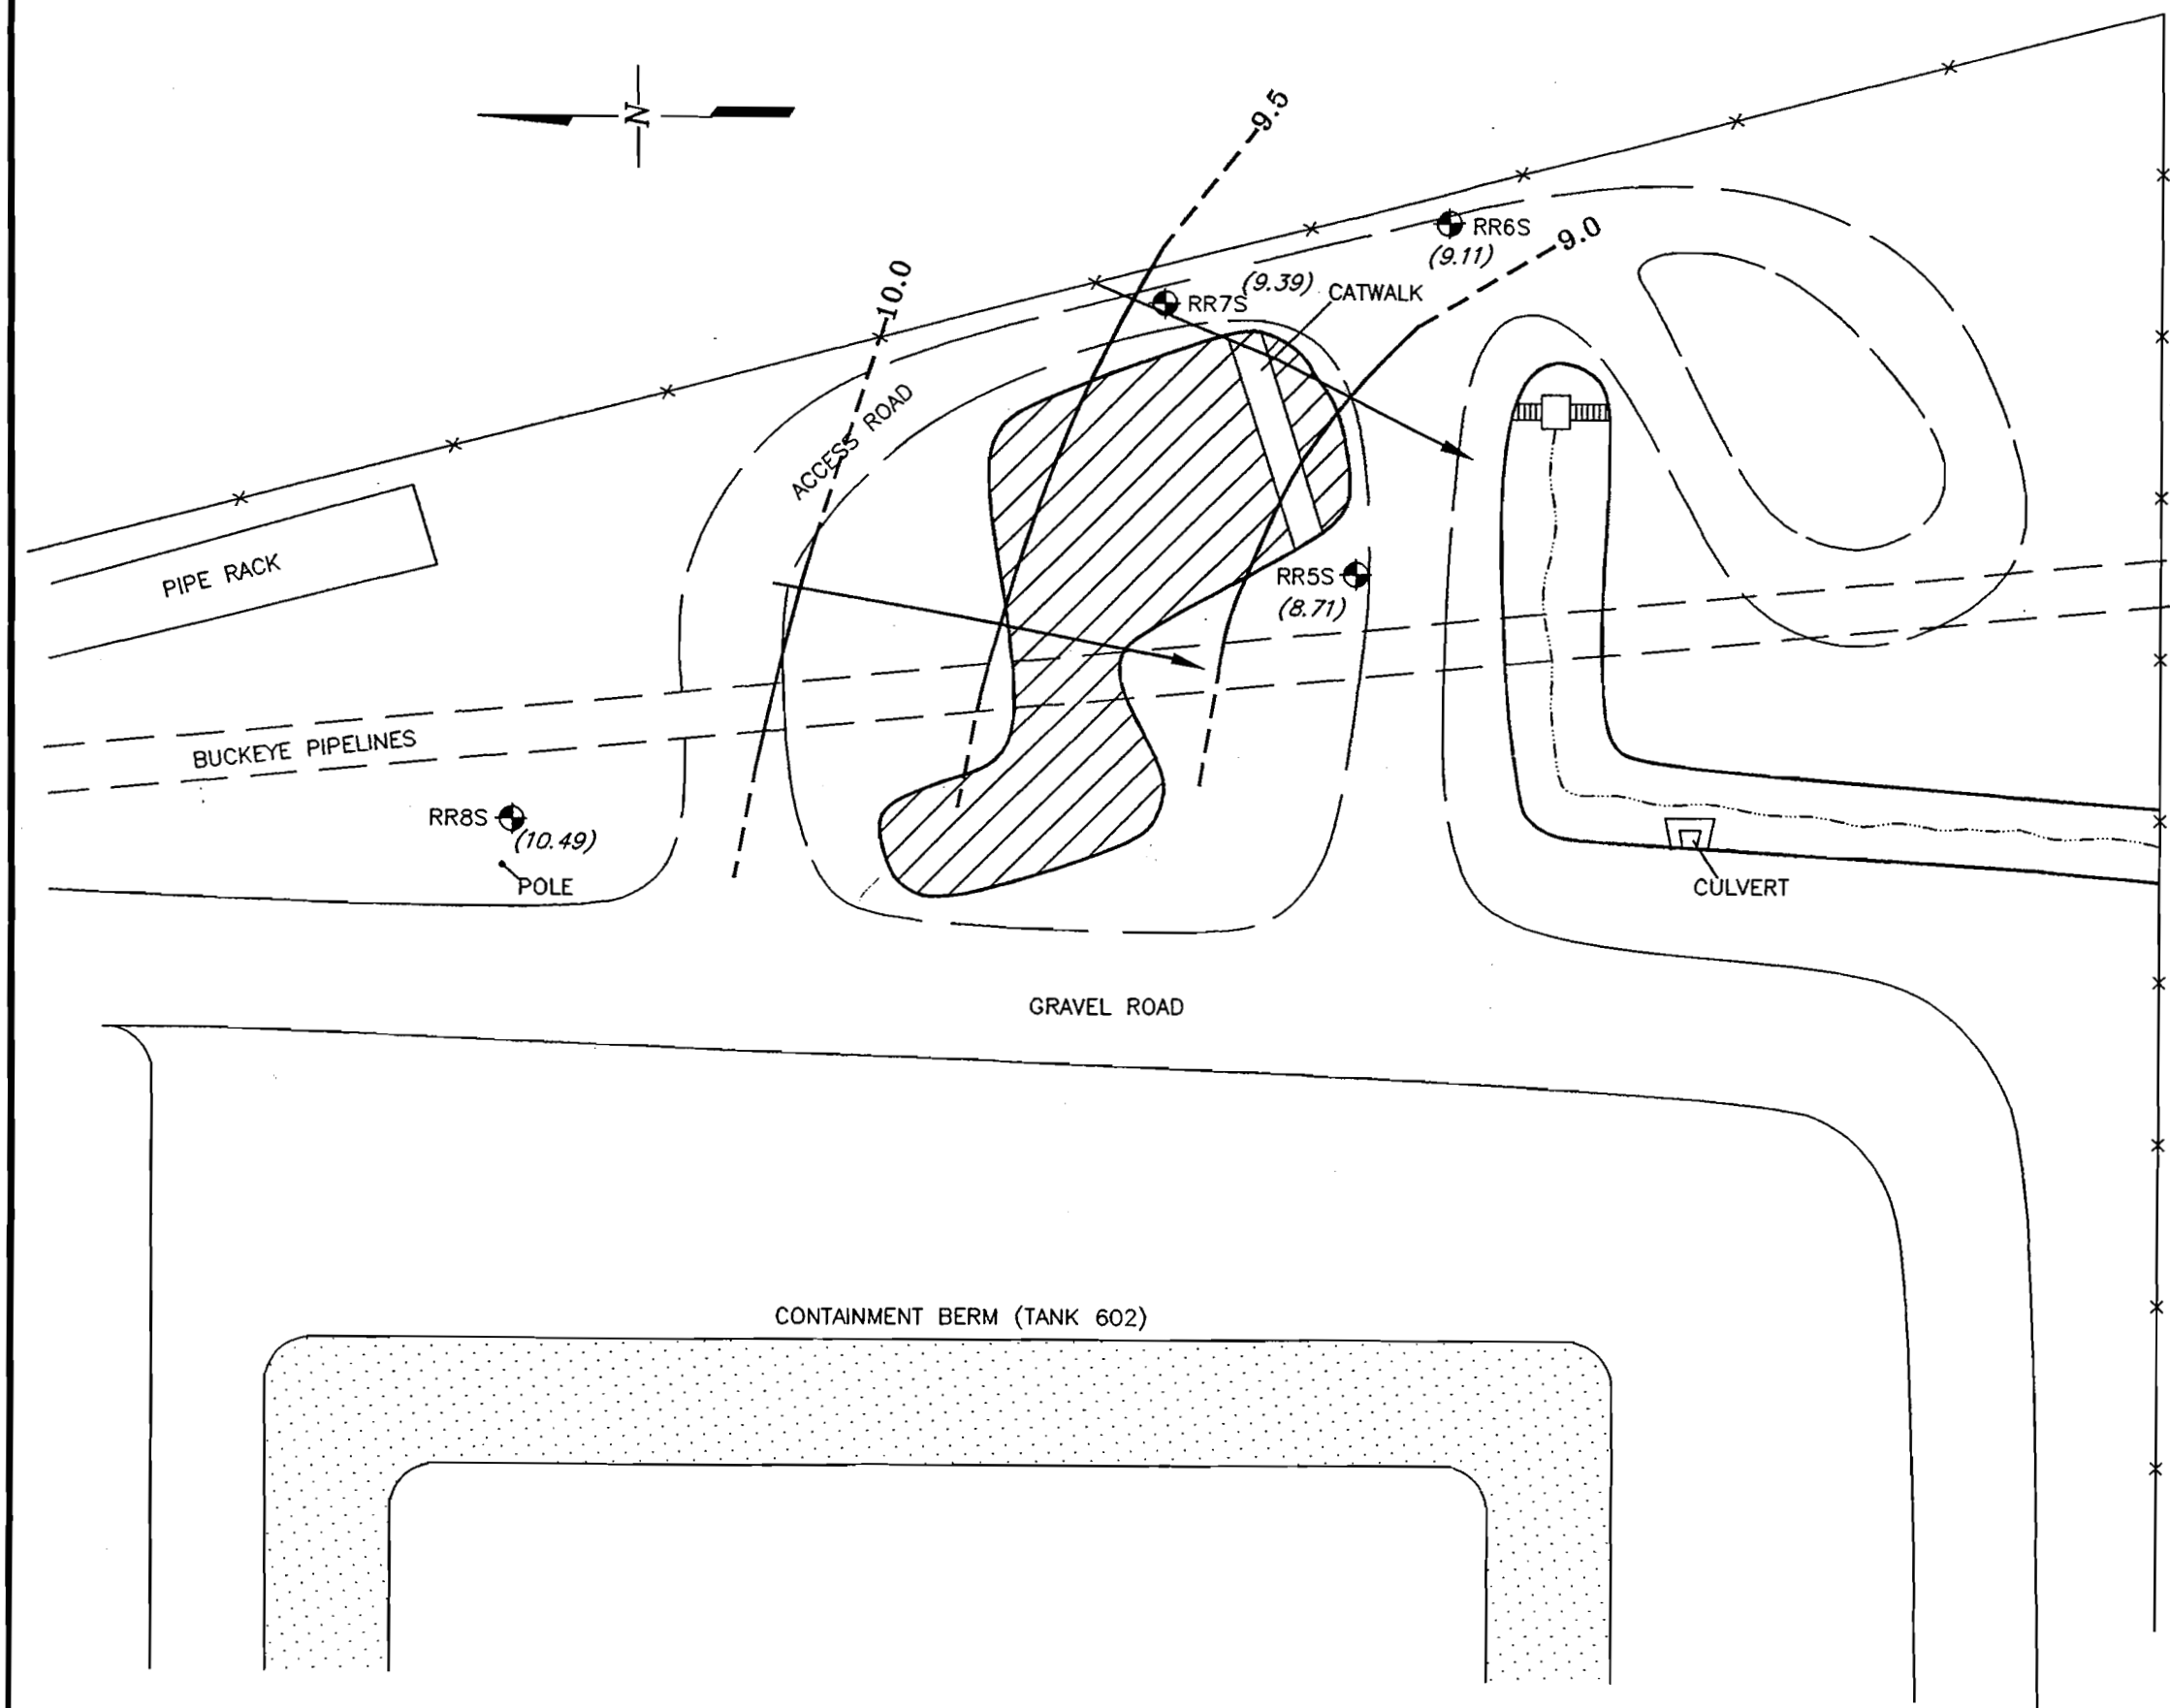 N
9.5
10.0
RR6S
(9.11)
9.0
RR7S
(9.39)
CATWALK
ACCESS ROAD
PIPE RACK
RR5S
(8.71)
BUCKEYE PIPELINES
RR8S
(10.49)
POLE
CULVERT
GRAVEL ROAD
CONTAINMENT BERM (TANK 602)